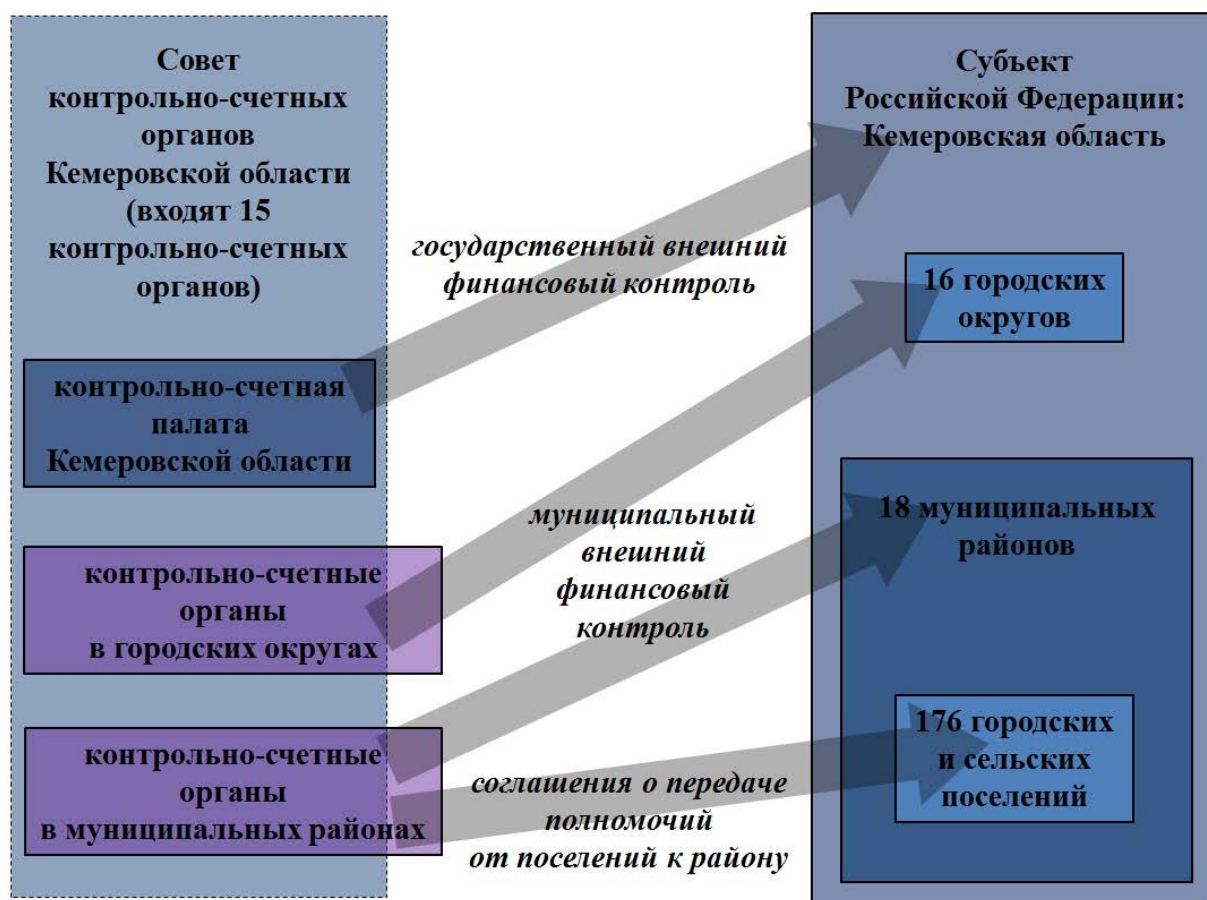 Совет
контрольно-счетных
органов
Кемеровской области
(входят 15
контрольно-счетных
органов)
контрольно-счетная
палата
Кемеровской области
контрольно-счетные
органы
в городских округах
контрольно-счетные
органы
в муниципальных районах
государственный внешний
финансовый контроль
муниципальный
внешний
финансовый
контроль
соглашения о передаче
полномочий
от поселений к району
Субъект
Российской Федерации:
Кемеровская область
16 городских
округов
18 муниципальных
районов
176 городских
и сельских
поселений